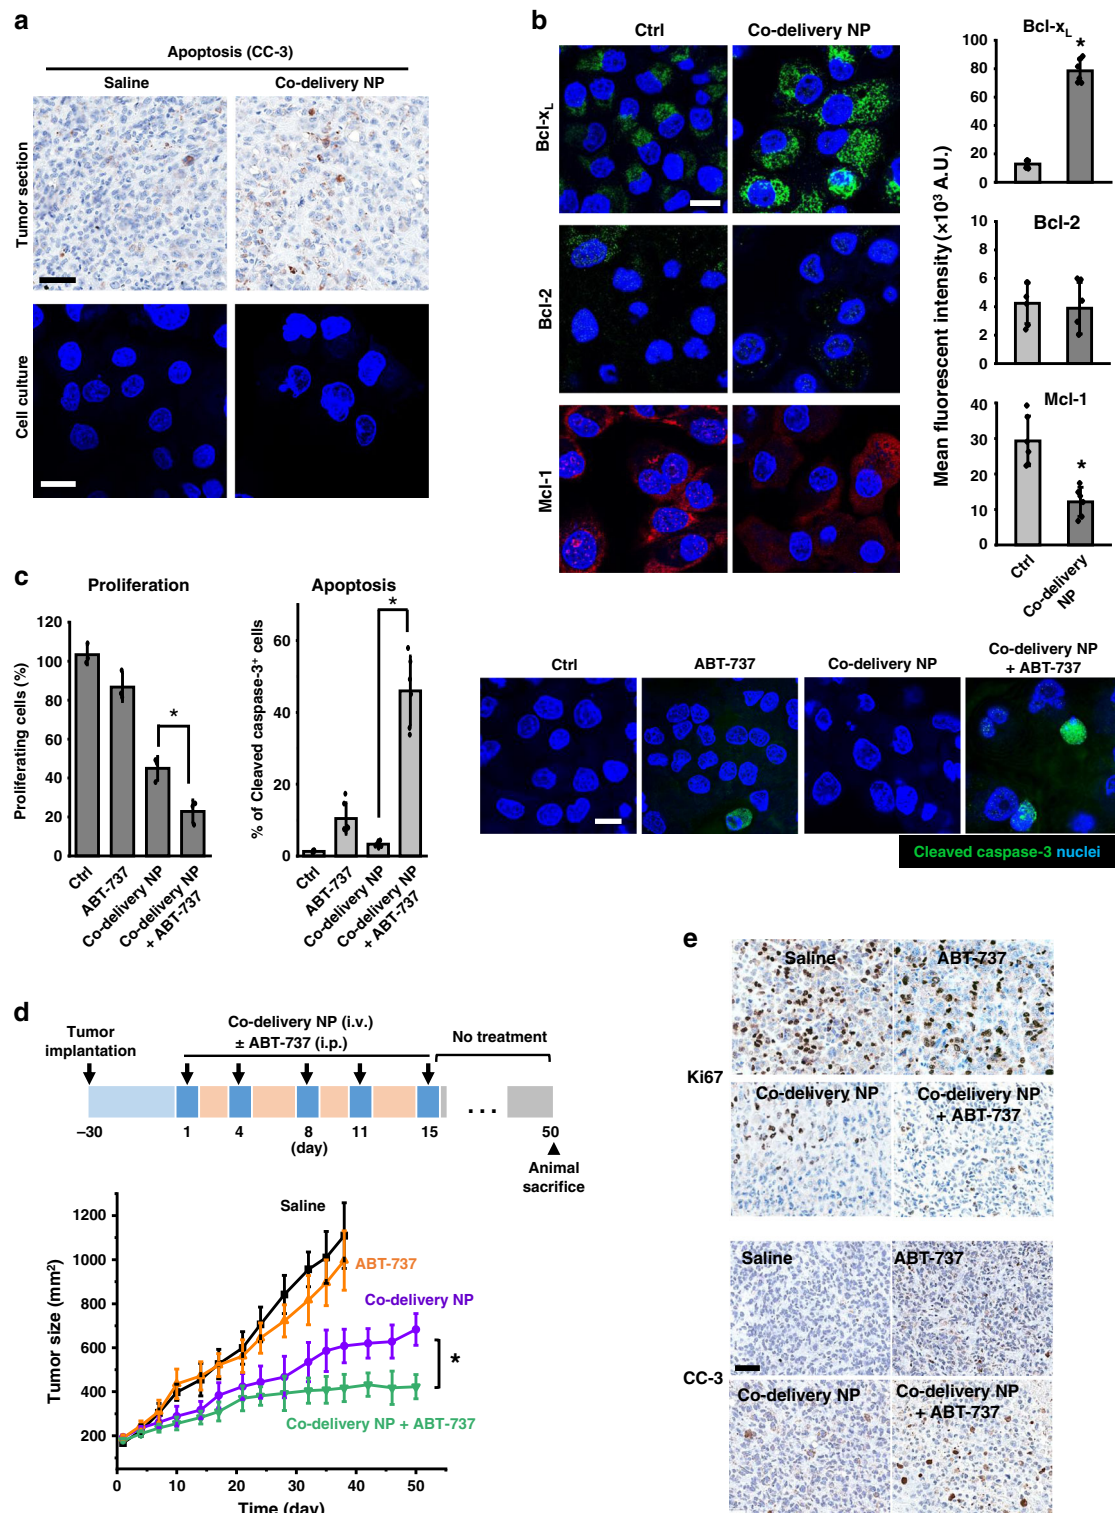 a
Apoptosis (CC-3)
Saline
Co-delivery NP
Tumor section
Cell culture
b
Ctrl
Co-delivery NP
Bcl-xL
Bcl-2
Mcl-1
Mean fluorescent intensity (×10³ A.U.)
Bcl-xL
100
80
60
40
20
0
*
Bcl-2
10
8
6
4
2
0
Mcl-1
40
30
20
10
0
*
Ctrl
Co-delivery
NP
c
Proliferation
Proliferating cells (%)
120
100
80
60
40
20
0
*
Ctrl
ABT-737
Co-delivery NP
Co-delivery NP
+ ABT-737
Apoptosis
% of Cleaved caspase-3⁺ cells
60
40
20
0
*
Ctrl
ABT-737
Co-delivery NP
Co-delivery NP
+ ABT-737
Ctrl
ABT-737
Co-delivery NP
Co-delivery NP
+ ABT-737
Cleaved caspase-3 nuclei
d
Tumor
implantation
Co-delivery NP (i.v.)
± ABT-737 (i.p.)
No treatment
...
–30
1
4
8
11
15
50
(day)
Animal
sacrifice
Tumor size (mm²)
1200
1000
800
600
400
200
Saline
ABT-737
Co-delivery NP
*
Co-delivery NP + ABT-737
0
10
20
30
40
50
Time (day)
e
Ki67
Saline
ABT-737
Co-delivery NP
Co-delivery NP
+ ABT-737
CC-3
Saline
ABT-737
Co-delivery NP
Co-delivery NP
+ ABT-737